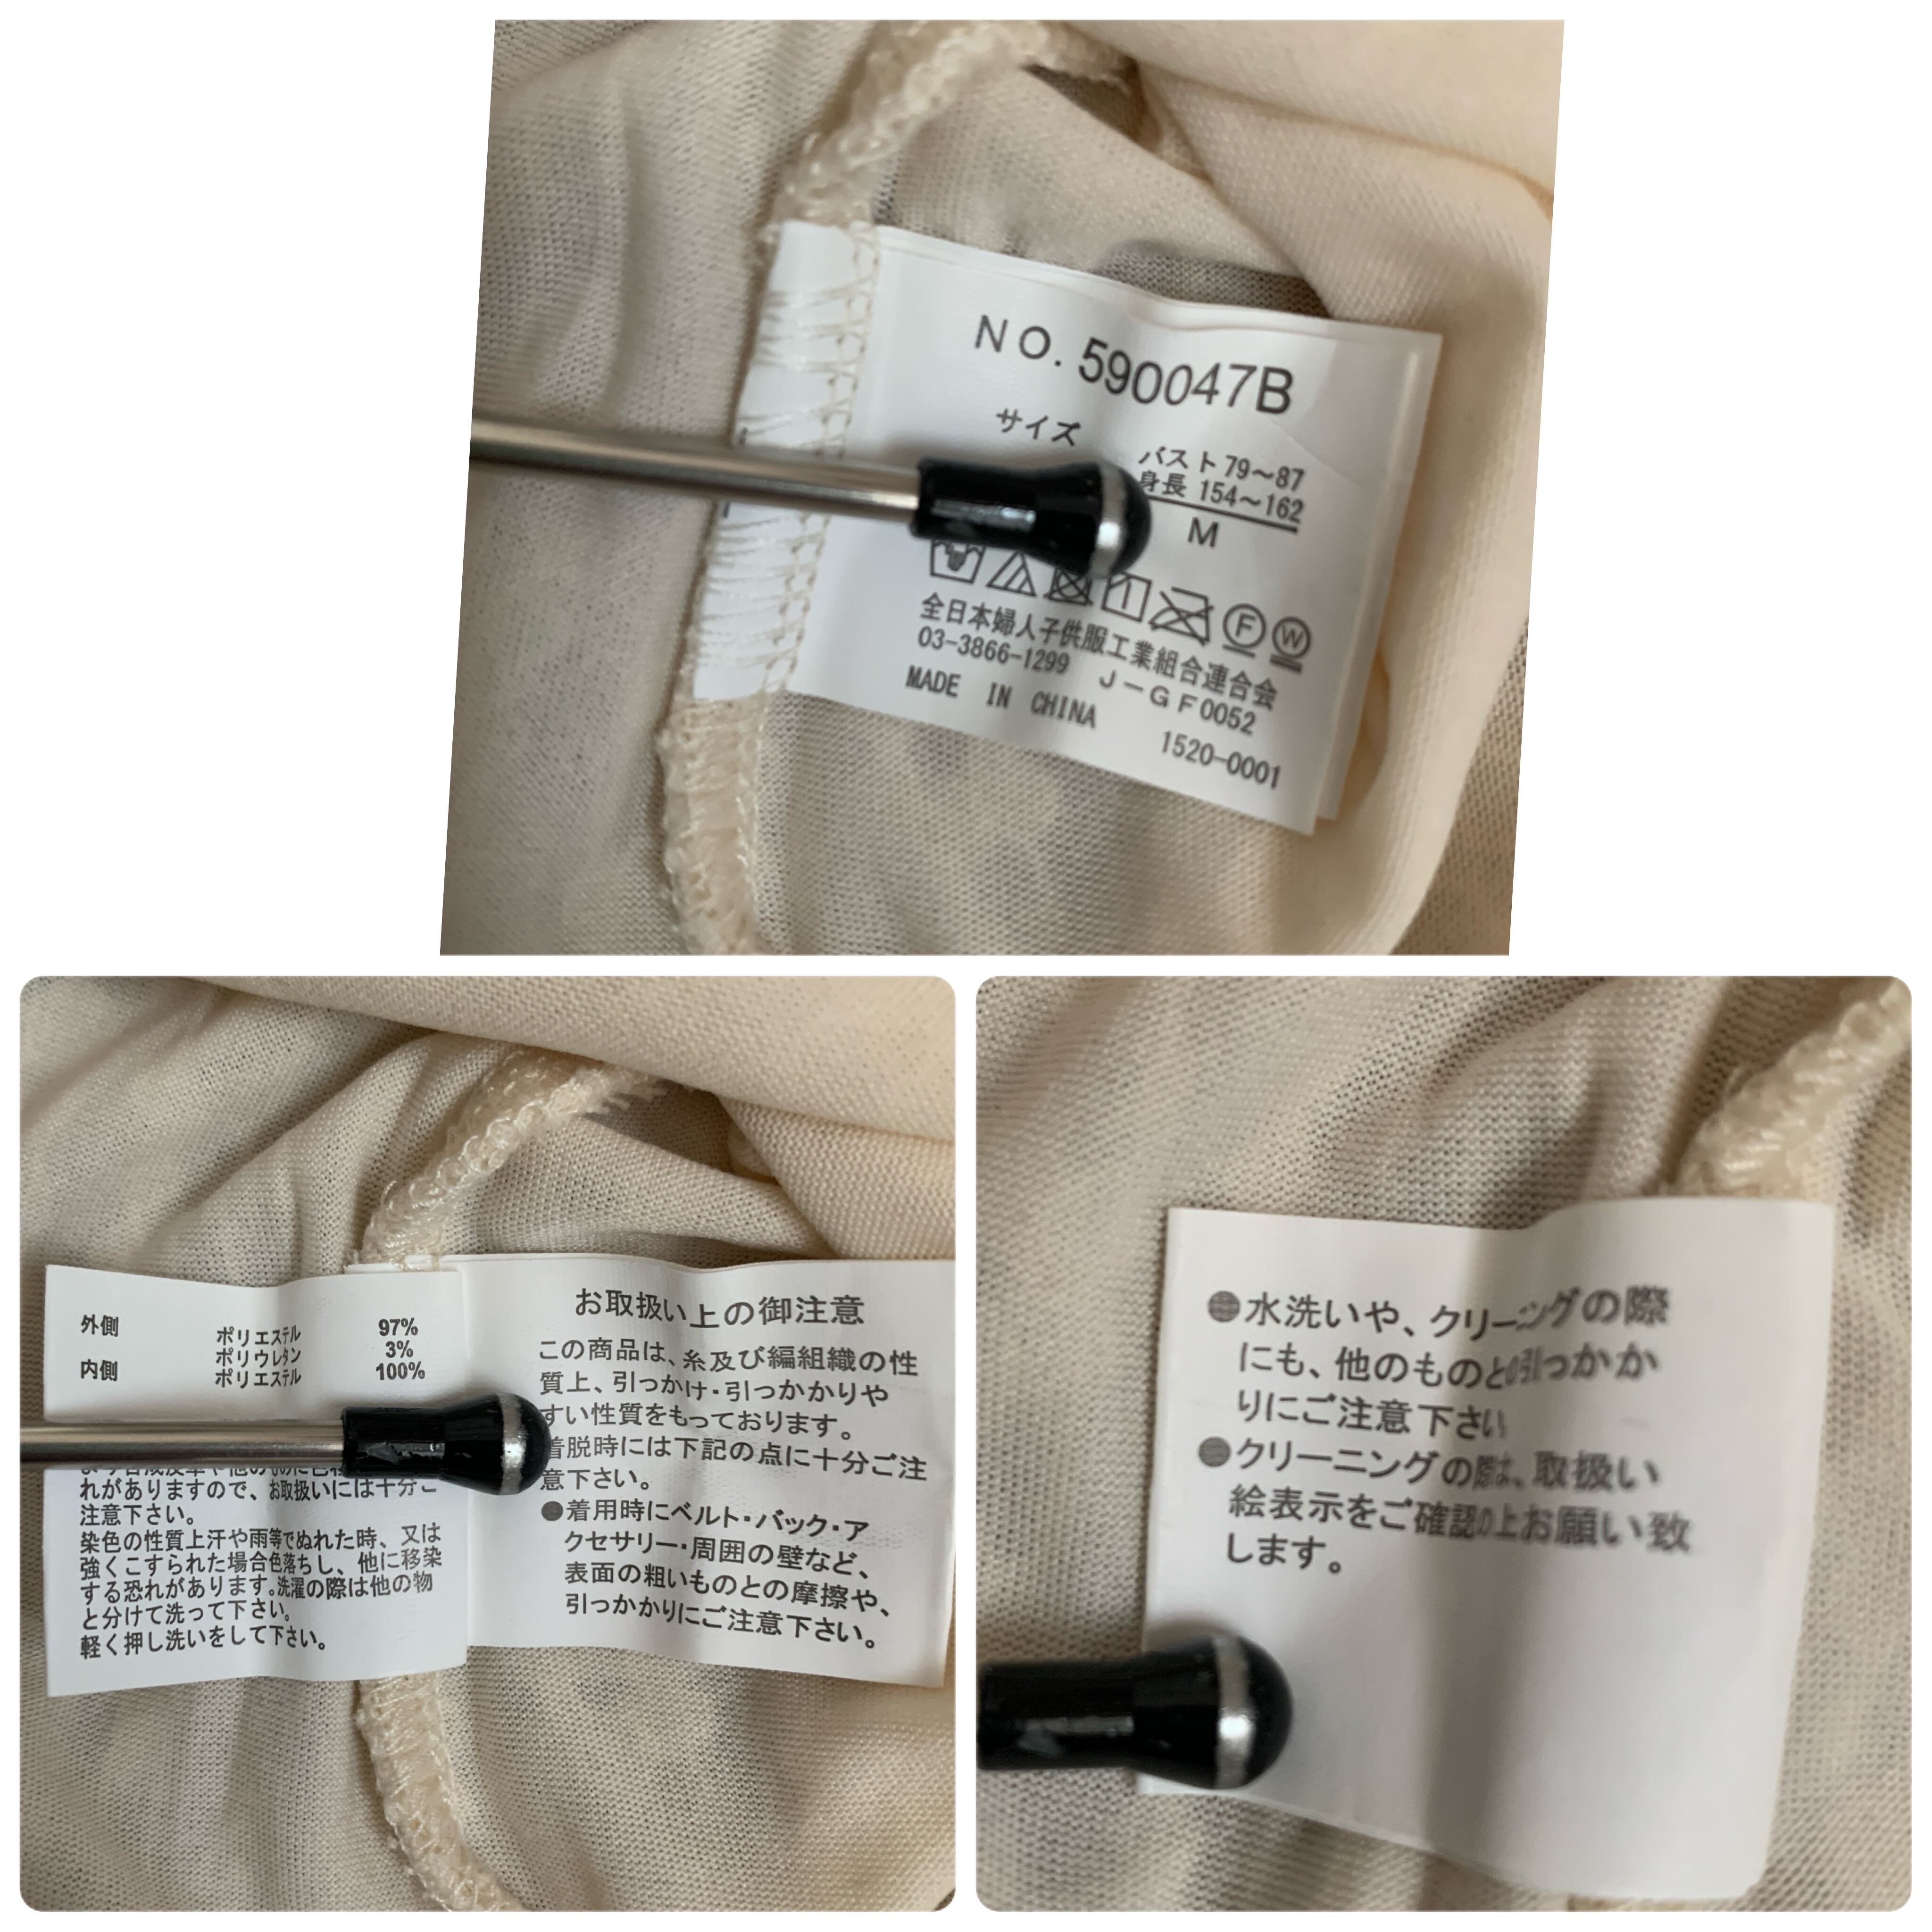 NO. 590047B
サイズ
バスト 79～87
身長 154～162
M
F W
全日本婦人子供服工業組合連合会
03-3866-1299 J－GF0052
MADE IN CHINA
1520-0001
外側 ポリエステル 97%
ポリウレタン 3%
内側 ポリエステル 100%
れがありますので、お取扱いには十分ご
注意下さい。
染色の性質上汗や雨等でぬれた時、又は
強くこすられた場合色落ちし、他に移染
する恐れがあります。洗濯の際は他の物
と分けて洗って下さい。
軽く押し洗いをして下さい。
お取扱い上の御注意
この商品は、糸及び編組織の性
質上、引っかけ・引っかかりや
すい性質をもっております。
着脱時には下記の点に十分ご注
意下さい。
●着用時にベルト・バック・ア
クセサリー・周囲の壁など、
表面の粗いものとの摩擦や、
引っかかりにご注意下さい。
●水洗いや、クリーニングの際
にも、他のものとの引っかか
りにご注意下さい
●クリーニングの際は、取扱い
絵表示をご確認の上お願い致
します。